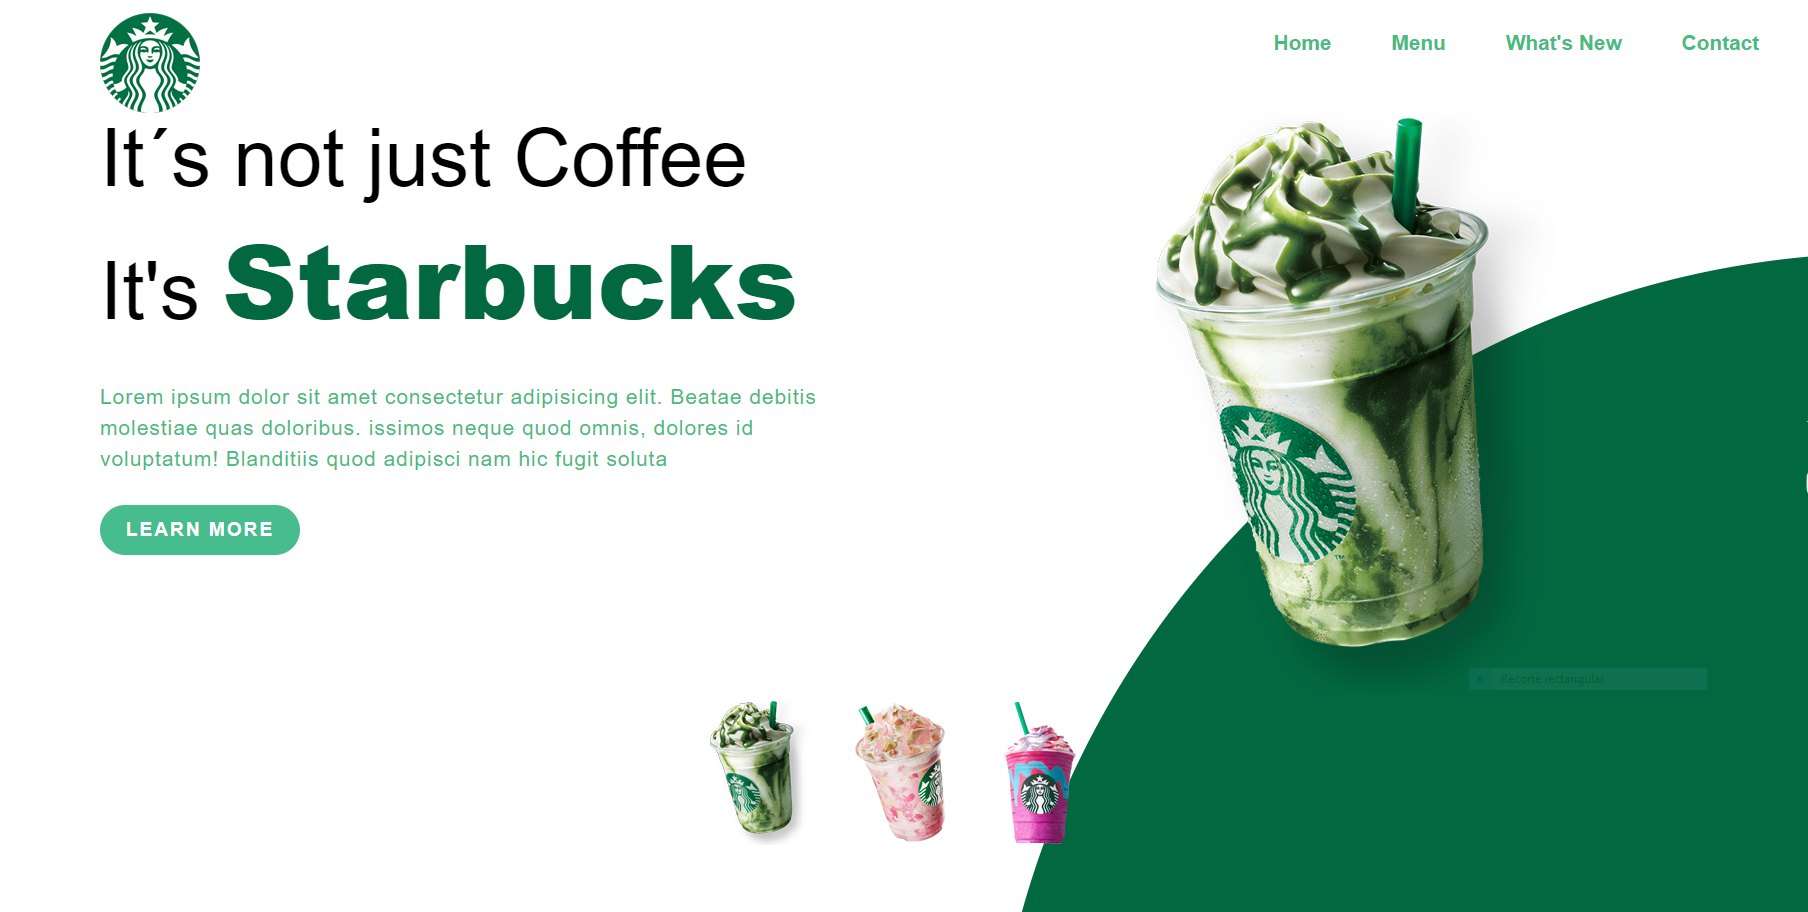 Home Menu What's New Contact
It´s not just Coffee
It's Starbucks
Lorem ipsum dolor sit amet consectetur adipisicing elit. Beatae debitis
molestiae quas doloribus. issimos neque quod omnis, dolores id
voluptatum! Blanditiis quod adipisci nam hic fugit soluta
LEARN MORE
TM
Recorte rectangular